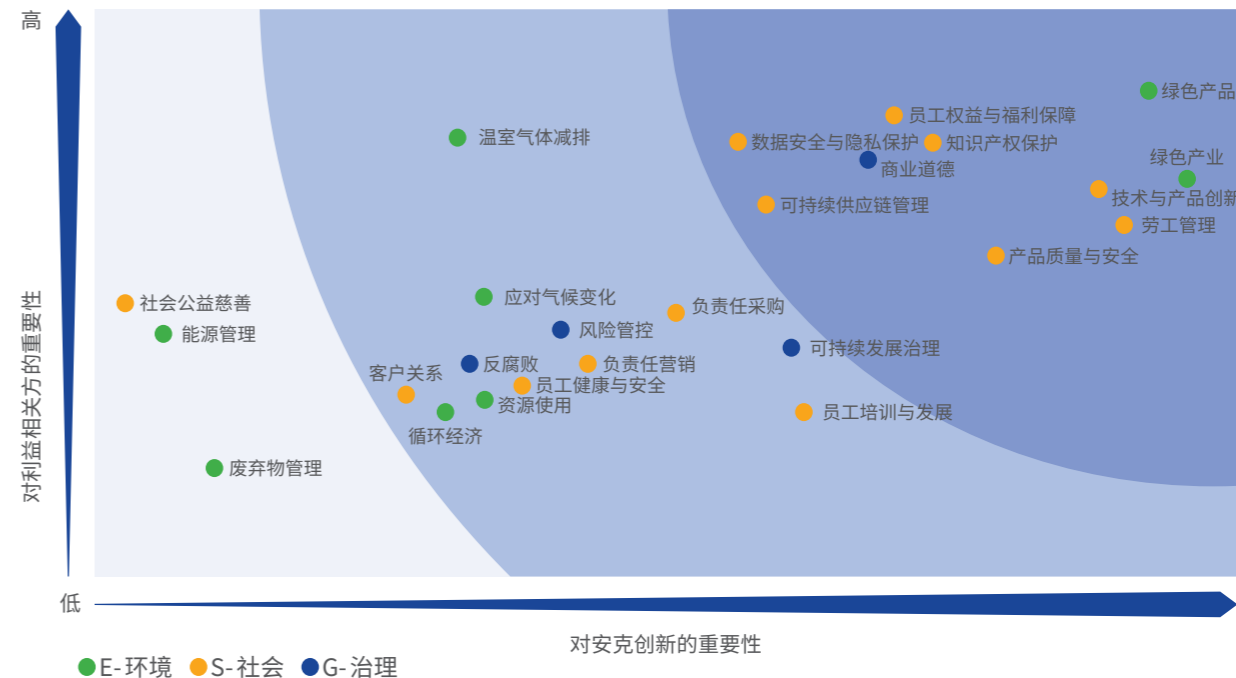 高
绿色产品
员工权益与福利保障
温室气体减排
数据安全与隐私保护
知识产权保护
绿色产业
商业道德
技术与产品创新
可持续供应链管理
劳工管理
产品质量与安全
应对气候变化
社会公益慈善
负责任采购
风险管控
能源管理
可持续发展治理
反腐败
负责任营销
客户关系
员工健康与安全
资源使用
员工培训与发展
循环经济
废弃物管理
对利益相关方的重要性
低
对安克创新的重要性
E-环境 S-社会 G-治理